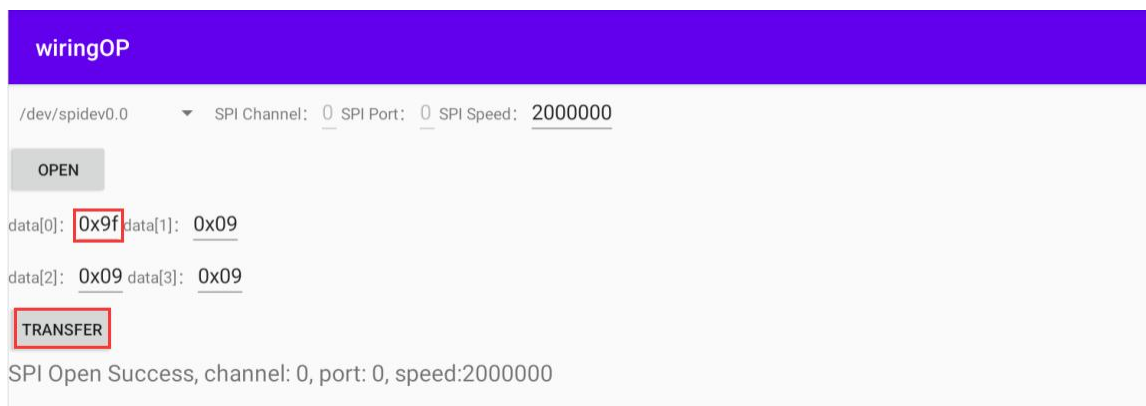 wiringOP
/dev/spidev0.0 SPI Channel: 0 SPI Port: 0 SPI Speed: 2000000
OPEN
data[0]: 0x9f data[1]: 0x09
data[2]: 0x09 data[3]: 0x09
TRANSFER
SPI Open Success, channel: 0, port: 0, speed:2000000